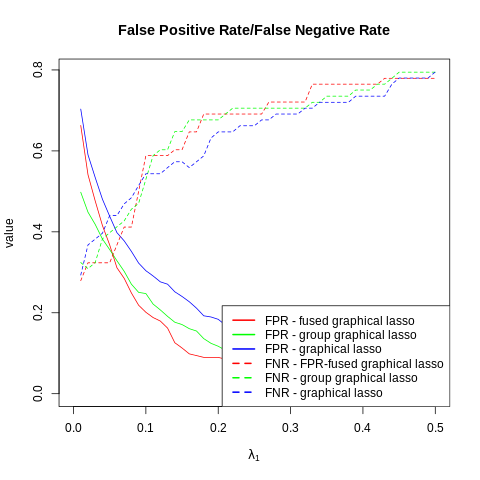 False Positive Rate/False Negative Rate
value
0.8
0.6
0.4
0.2
0.0
FPR - fused graphical lasso
FPR - group graphical lasso
FPR - graphical lasso
FNR - FPR-fused graphical lasso
FNR - group graphical lasso
FNR - graphical lasso
0.0 0.1 0.2 0.3 0.4 0.5
λ1